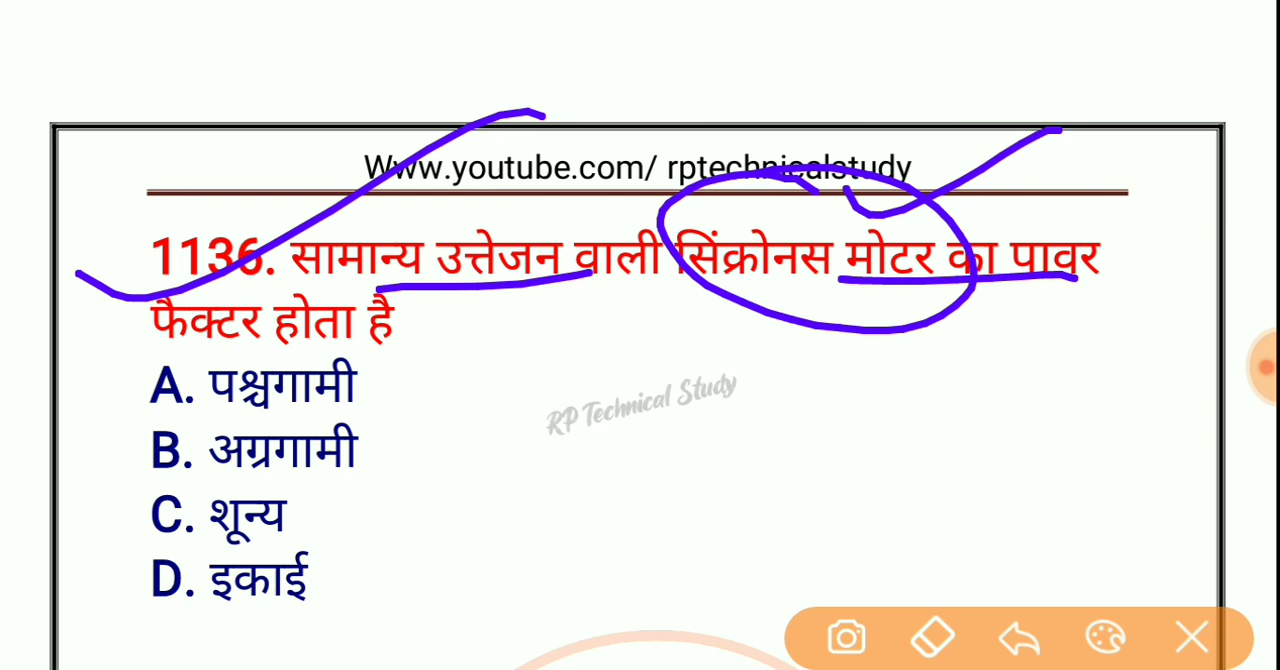 Www.youtube.com/ rptechnicalstudy
1136. सामान्य उत्तेजन वाली सिंक्रोनस मोटर का पावर
फैक्टर होता है
A. पश्चगामी
RP Technical Study
B. अग्रगामी
C. शून्य
D. इकाई